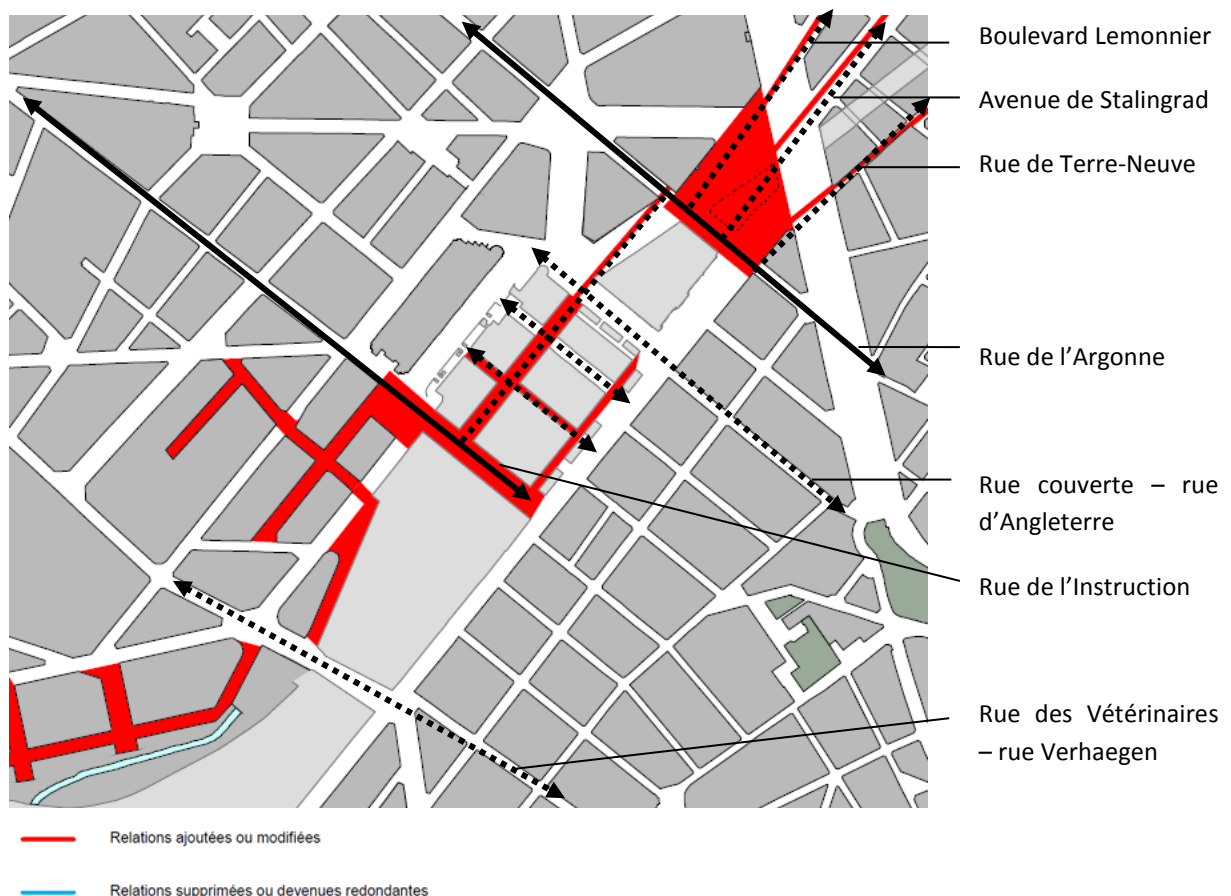 Boulevard Lemonnier
Avenue de Stalingrad
Rue de Terre-Neuve
Rue de l’Argonne
Rue couverte – rue
d’Angleterre
Rue de l’Instruction
Rue des Vétérinaires
– rue Verhaegen
Relations ajoutées ou modifiées
Relations supprimées ou devenues redondantes